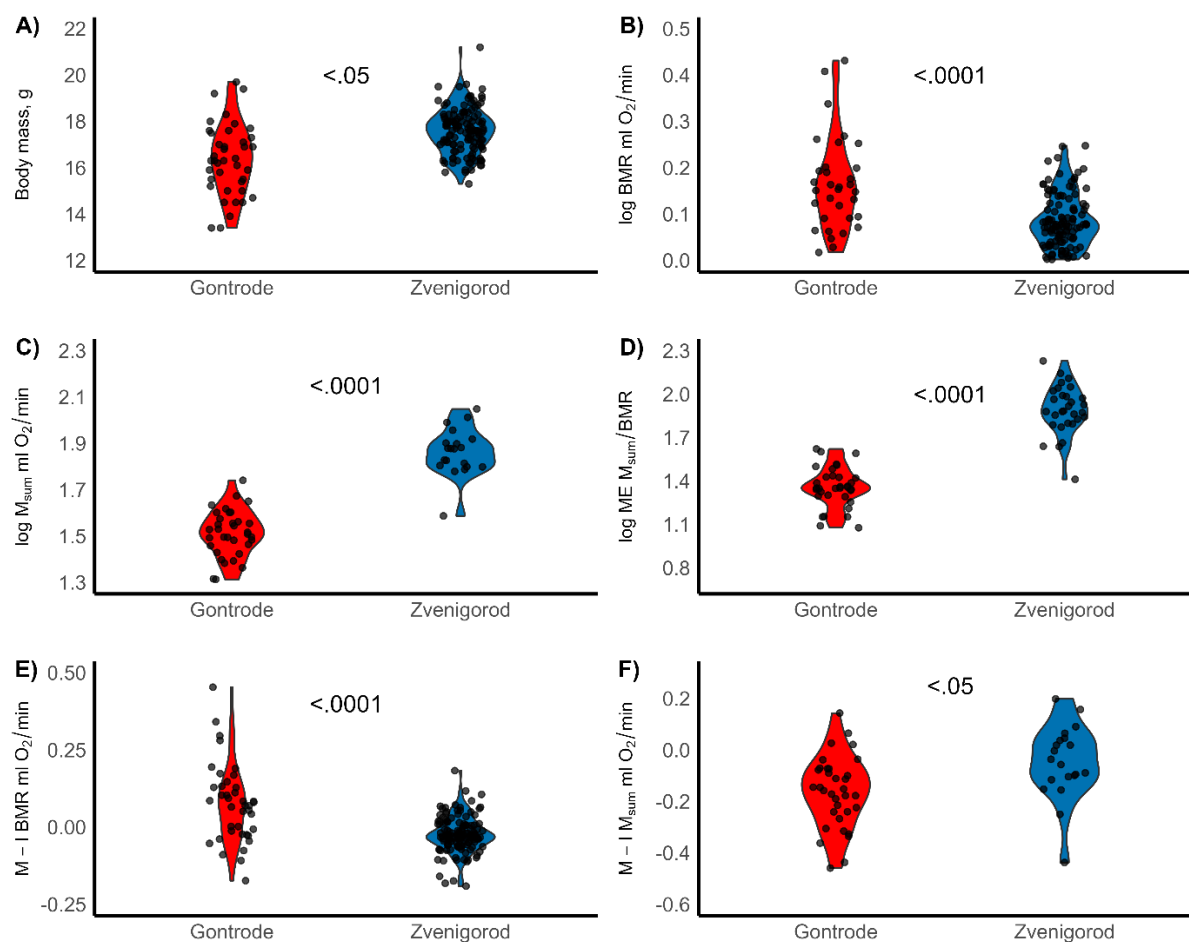 A)
Body mass, g
22
20
18
16
14
12
<.05
Gontrode Zvenigorod
B)
log BMR ml O₂/min
0.5
0.4
0.3
0.2
0.1
0.0
<.0001
Gontrode Zvenigorod
C)
log Mₛᵤₘ ml O₂/min
2.3
2.1
1.9
1.7
1.5
1.3
<.0001
Gontrode Zvenigorod
D)
log ME Mₛᵤₘ/BMR
2.3
2.0
1.7
1.4
1.1
0.8
<.0001
Gontrode Zvenigorod
E)
M − I BMR ml O₂/min
0.50
0.25
0.00
-0.25
<.0001
Gontrode Zvenigorod
F)
M − I Mₛᵤₘ ml O₂/min
0.2
0.0
-0.2
-0.4
-0.6
<.05
Gontrode Zvenigorod